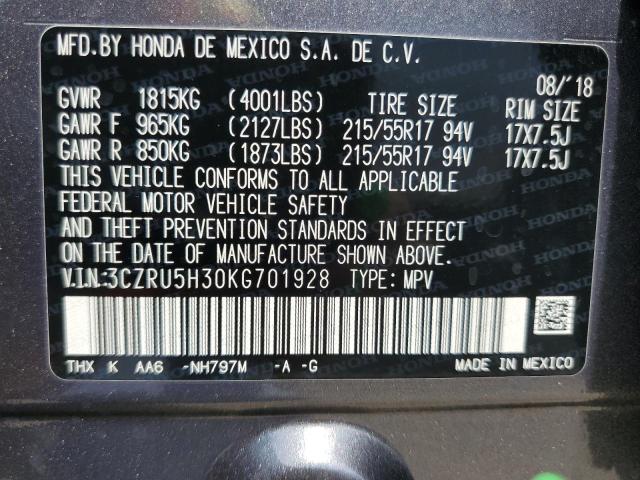 MFD.BY HONDA DE MEXICO S.A. DE C.V.
08/'18
GVWR 1815KG (4001LBS) TIRE SIZE RIM SIZE
GAWR F 965KG (2127LBS) 215/55R17 94V 17X7.5J
GAWR R 850KG (1873LBS) 215/55R17 94V 17X7.5J
THIS VEHICLE CONFORMS TO ALL APPLICABLE
FEDERAL MOTOR VEHICLE SAFETY
AND THEFT PREVENTION STANDARDS IN EFFECT
ON THE DATE OF MANUFACTURE SHOWN ABOVE.
V.I.N:3CZRU5H30KG701928 TYPE: MPV
THX K AA6 -NH797M -A -G MADE IN MEXICO